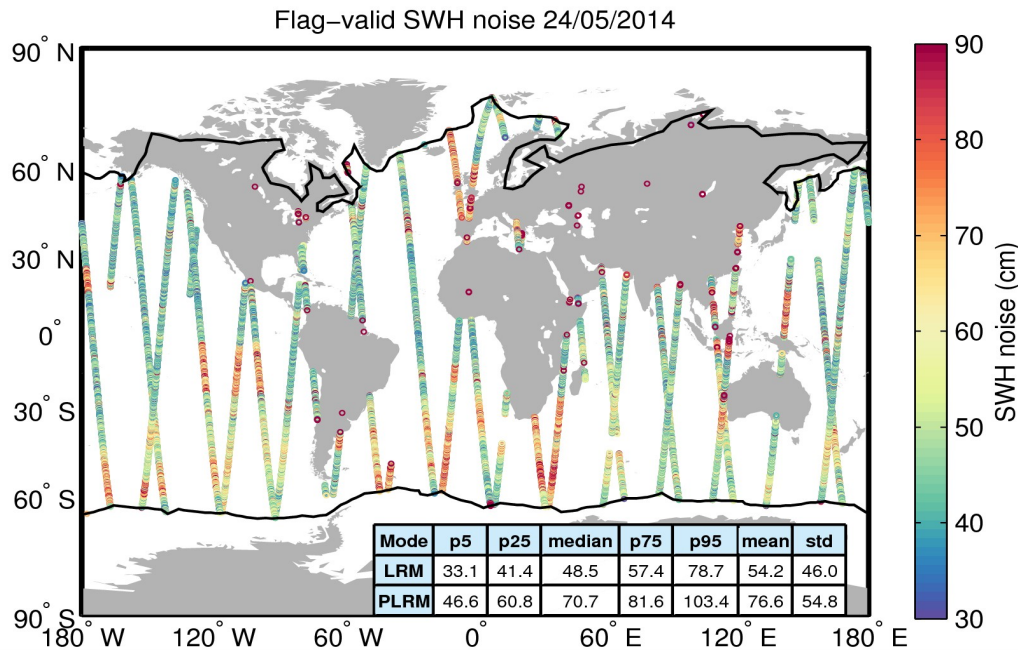 Flag−valid SWH noise 24/05/2014
90° N
60° N
30° N
0°
30° S
60° S
90° S
180° W
120° W
60° W
0°
60° E
120° E
180° E
90
80
70
60
50
40
30
SWH noise (cm)
Mode p5 p25 median p75 p95 mean std
LRM 33.1 41.4 48.5 57.4 78.7 54.2 46.0
PLRM 46.6 60.8 70.7 81.6 103.4 76.6 54.8